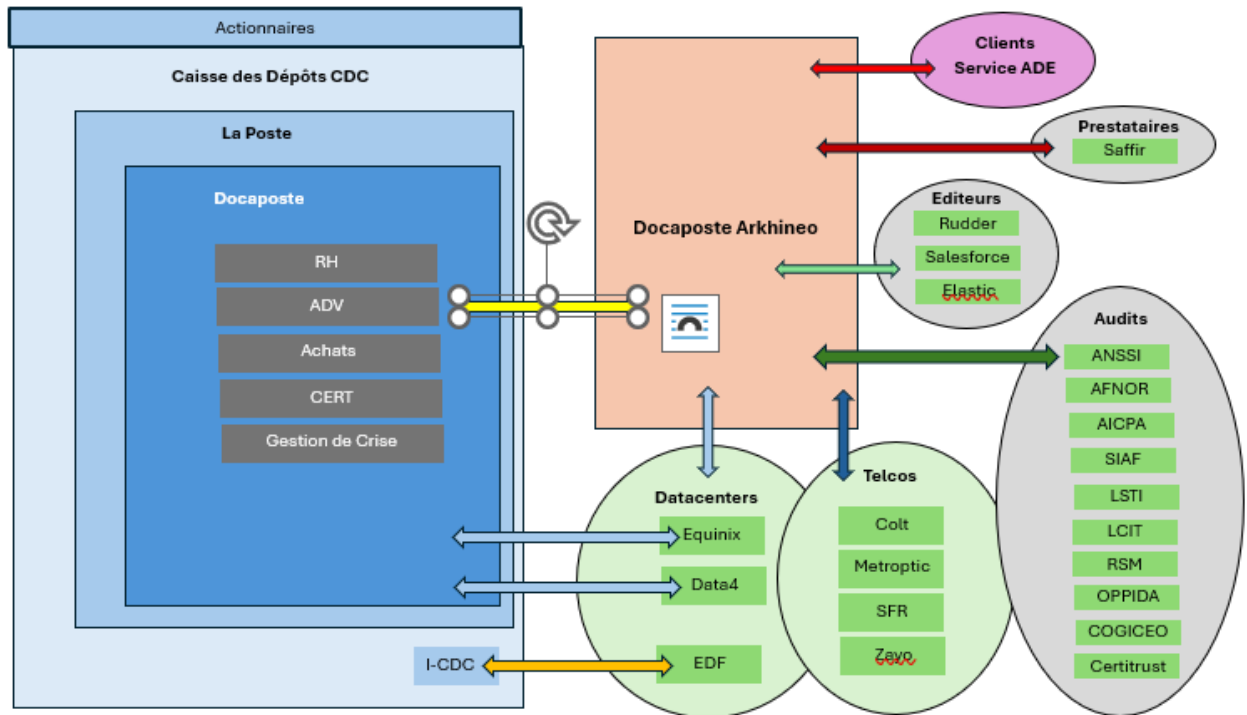 Actionnaires
Caisse des Dépôts CDC
La Poste
Docaposte
RH
ADV
Achats
CERT
Gestion de Crise
I-CDC
Docaposte Arkhineo
Clients
Service ADE
Prestataires
Saffir
Editeurs
Rudder
Salesforce
Elastic
Audits
ANSSI
AFNOR
AICPA
SIAF
LSTI
LCIT
RSM
OPPIDA
COGICEO
Certitrust
Datacenters
Equinix
Data4
EDF
Telcos
Colt
Metroptic
SFR
Zayo